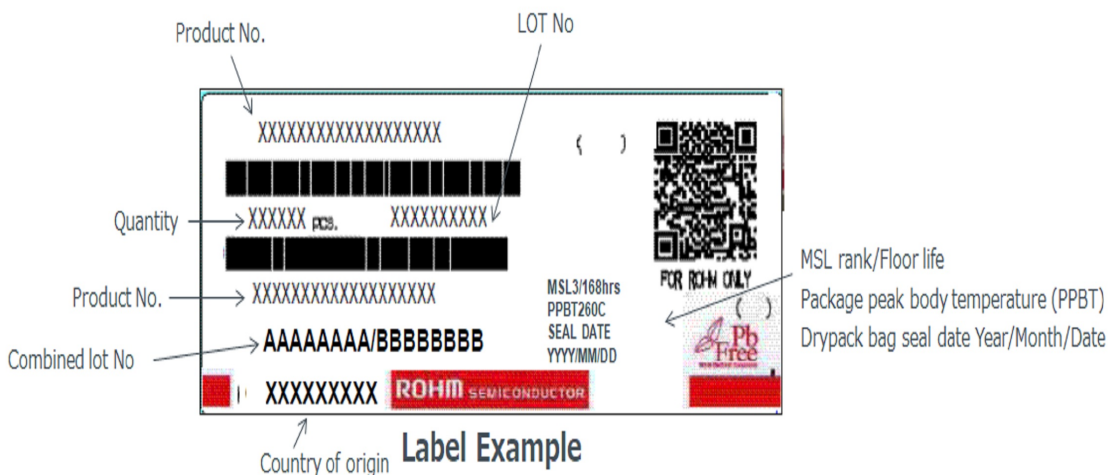 Product No.
LOT No
XXXXXXXXXXXXXXXXXXX
( )
Quantity
XXXXXX pcs.
XXXXXXXXXX
FOR ROHM ONLY
Product No.
XXXXXXXXXXXXXXXXXXX
MSL3/168hrs
PPBT260C
SEAL DATE
YYYY/MM/DD
( )
MSL rank/Floor life
Package peak body temperature (PPBT)
Drypack bag seal date Year/Month/Date
Combined lot No
AAAAAAAA/BBBBBBBB
Pb
Free
XXXXXXXXX
ROHM SEMICONDUCTOR
Country of origin
Label Example